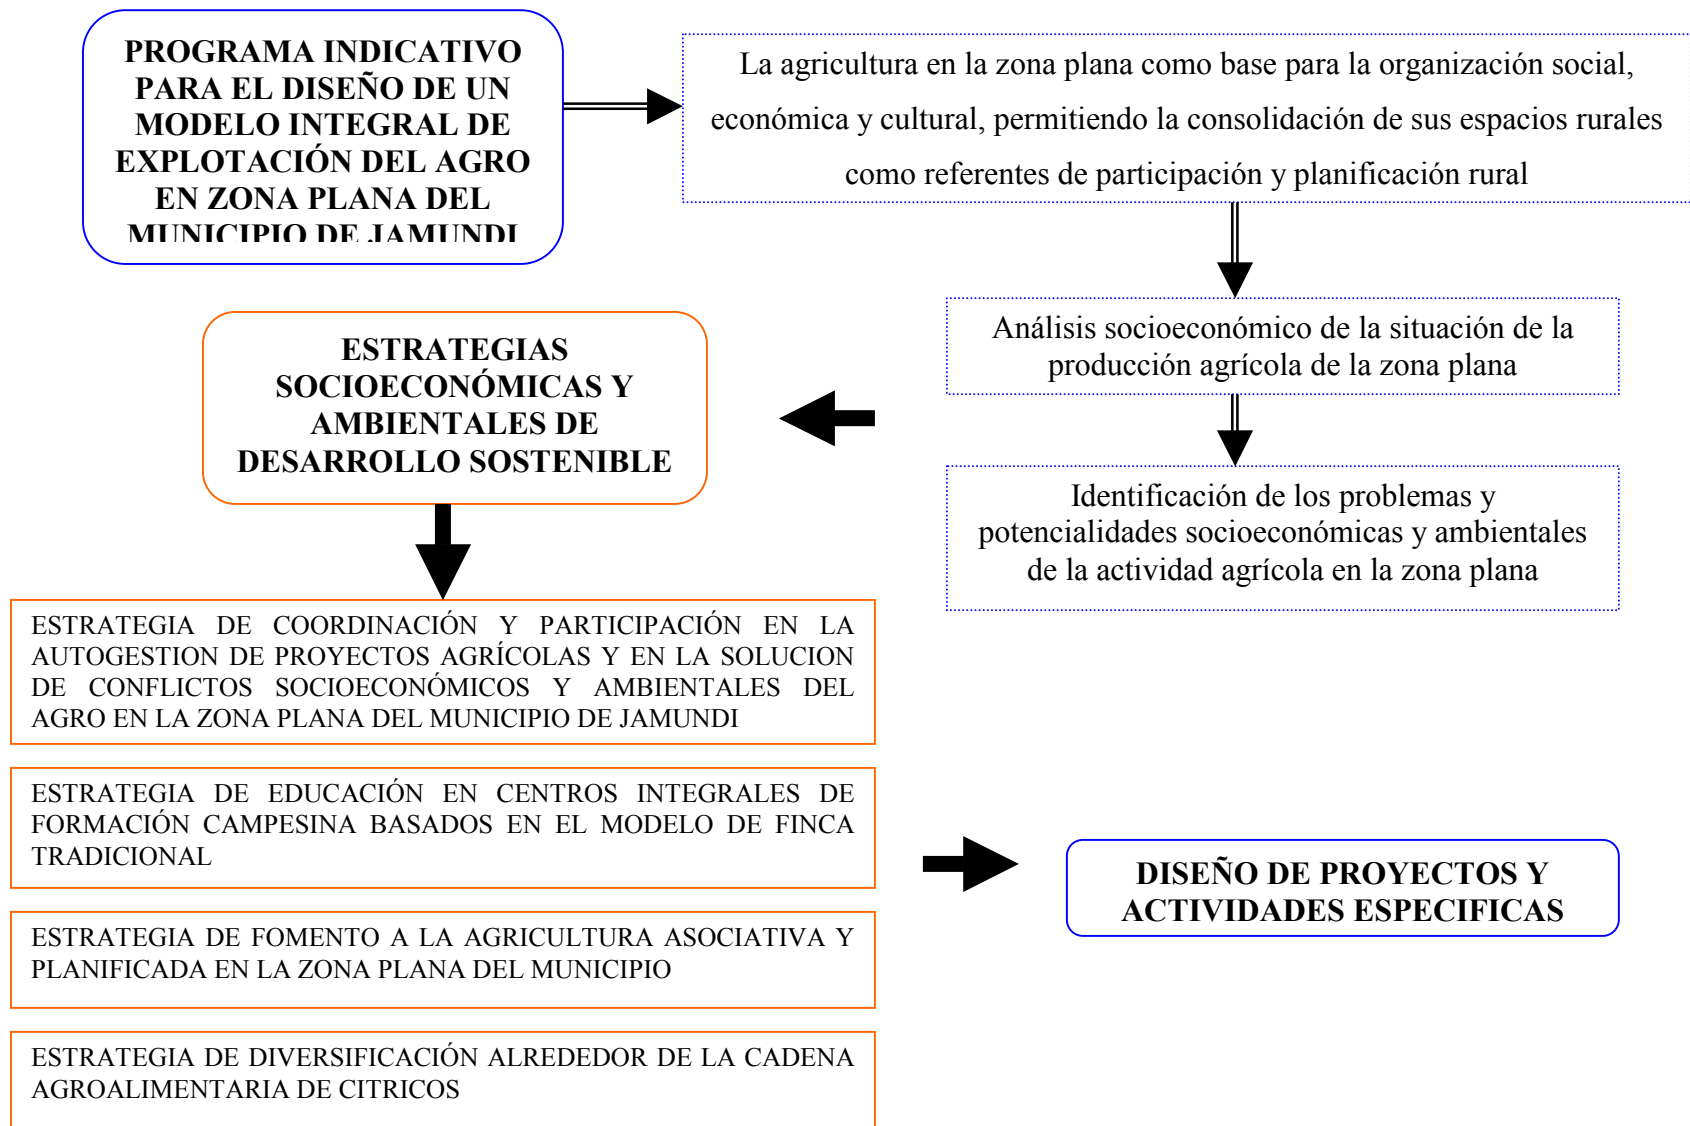 PROGRAMA INDICATIVO
PARA EL DISEÑO DE UN
MODELO INTEGRAL DE
EXPLOTACIÓN DEL AGRO
EN ZONA PLANA DEL
MUNICIPIO DE JAMUNDI
La agricultura en la zona plana como base para la organización social,
económica y cultural, permitiendo la consolidación de sus espacios rurales
como referentes de participación y planificación rural
Análisis socioeconómico de la situación de la
producción agrícola de la zona plana
Identificación de los problemas y
potencialidades socioeconómicas y ambientales
de la actividad agrícola en la zona plana
ESTRATEGIAS
SOCIOECONÓMICAS Y
AMBIENTALES DE
DESARROLLO SOSTENIBLE
ESTRATEGIA DE COORDINACIÓN Y PARTICIPACIÓN EN LA
AUTOGESTION DE PROYECTOS AGRÍCOLAS Y EN LA SOLUCION
DE CONFLICTOS SOCIOECONÓMICOS Y AMBIENTALES DEL
AGRO EN LA ZONA PLANA DEL MUNICIPIO DE JAMUNDI
ESTRATEGIA DE EDUCACIÓN EN CENTROS INTEGRALES DE
FORMACIÓN CAMPESINA BASADOS EN EL MODELO DE FINCA
TRADICIONAL
ESTRATEGIA DE FOMENTO A LA AGRICULTURA ASOCIATIVA Y
PLANIFICADA EN LA ZONA PLANA DEL MUNICIPIO
ESTRATEGIA DE DIVERSIFICACIÓN ALREDEDOR DE LA CADENA
AGROALIMENTARIA DE CITRICOS
DISEÑO DE PROYECTOS Y
ACTIVIDADES ESPECIFICAS